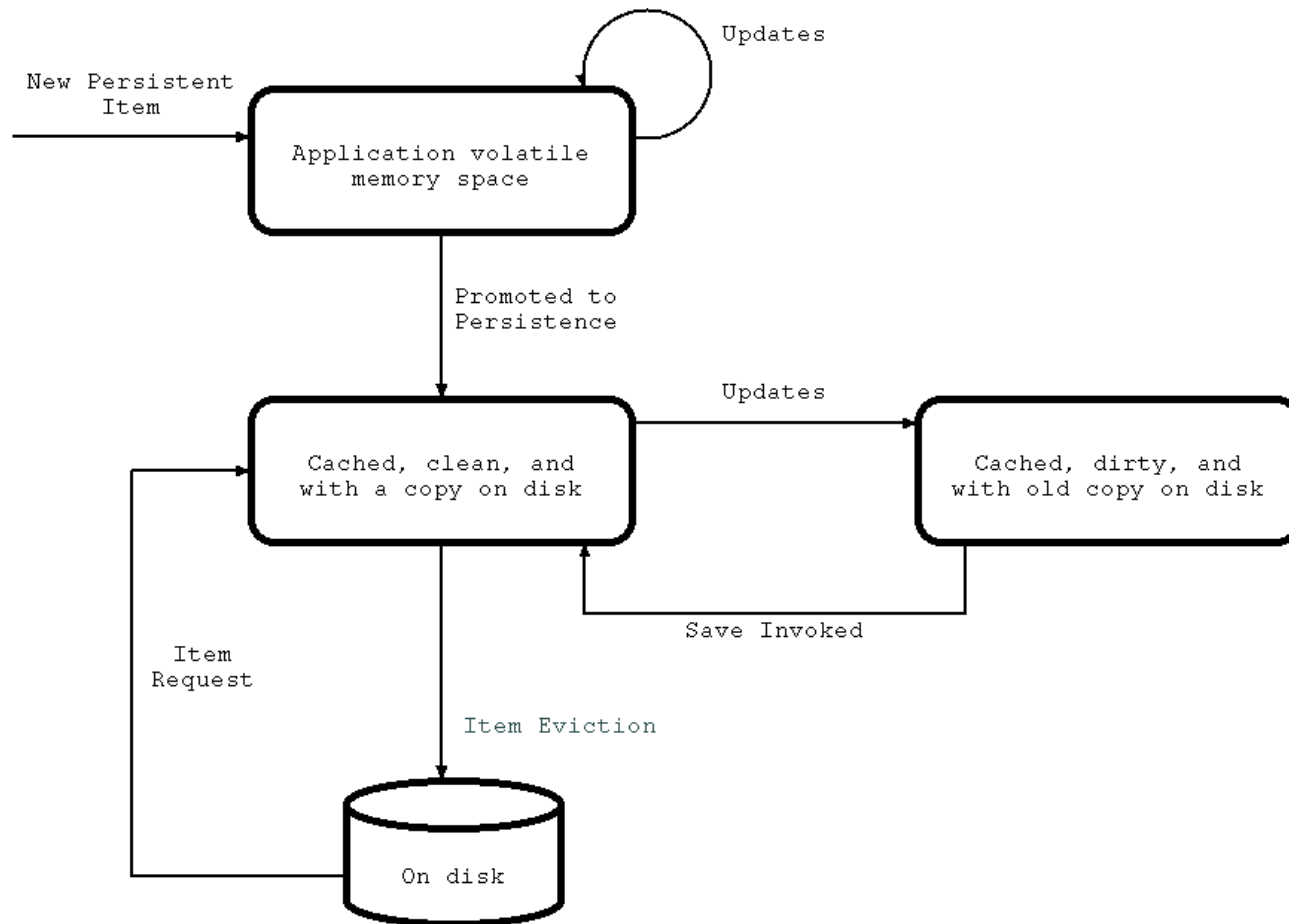 Updates
New Persistent
Item
Application volatile
memory space
Promoted to
Persistence
Updates
Cached, clean, and
with a copy on disk
Cached, dirty, and
with old copy on disk
Save Invoked
Item
Request
Item Eviction
On disk